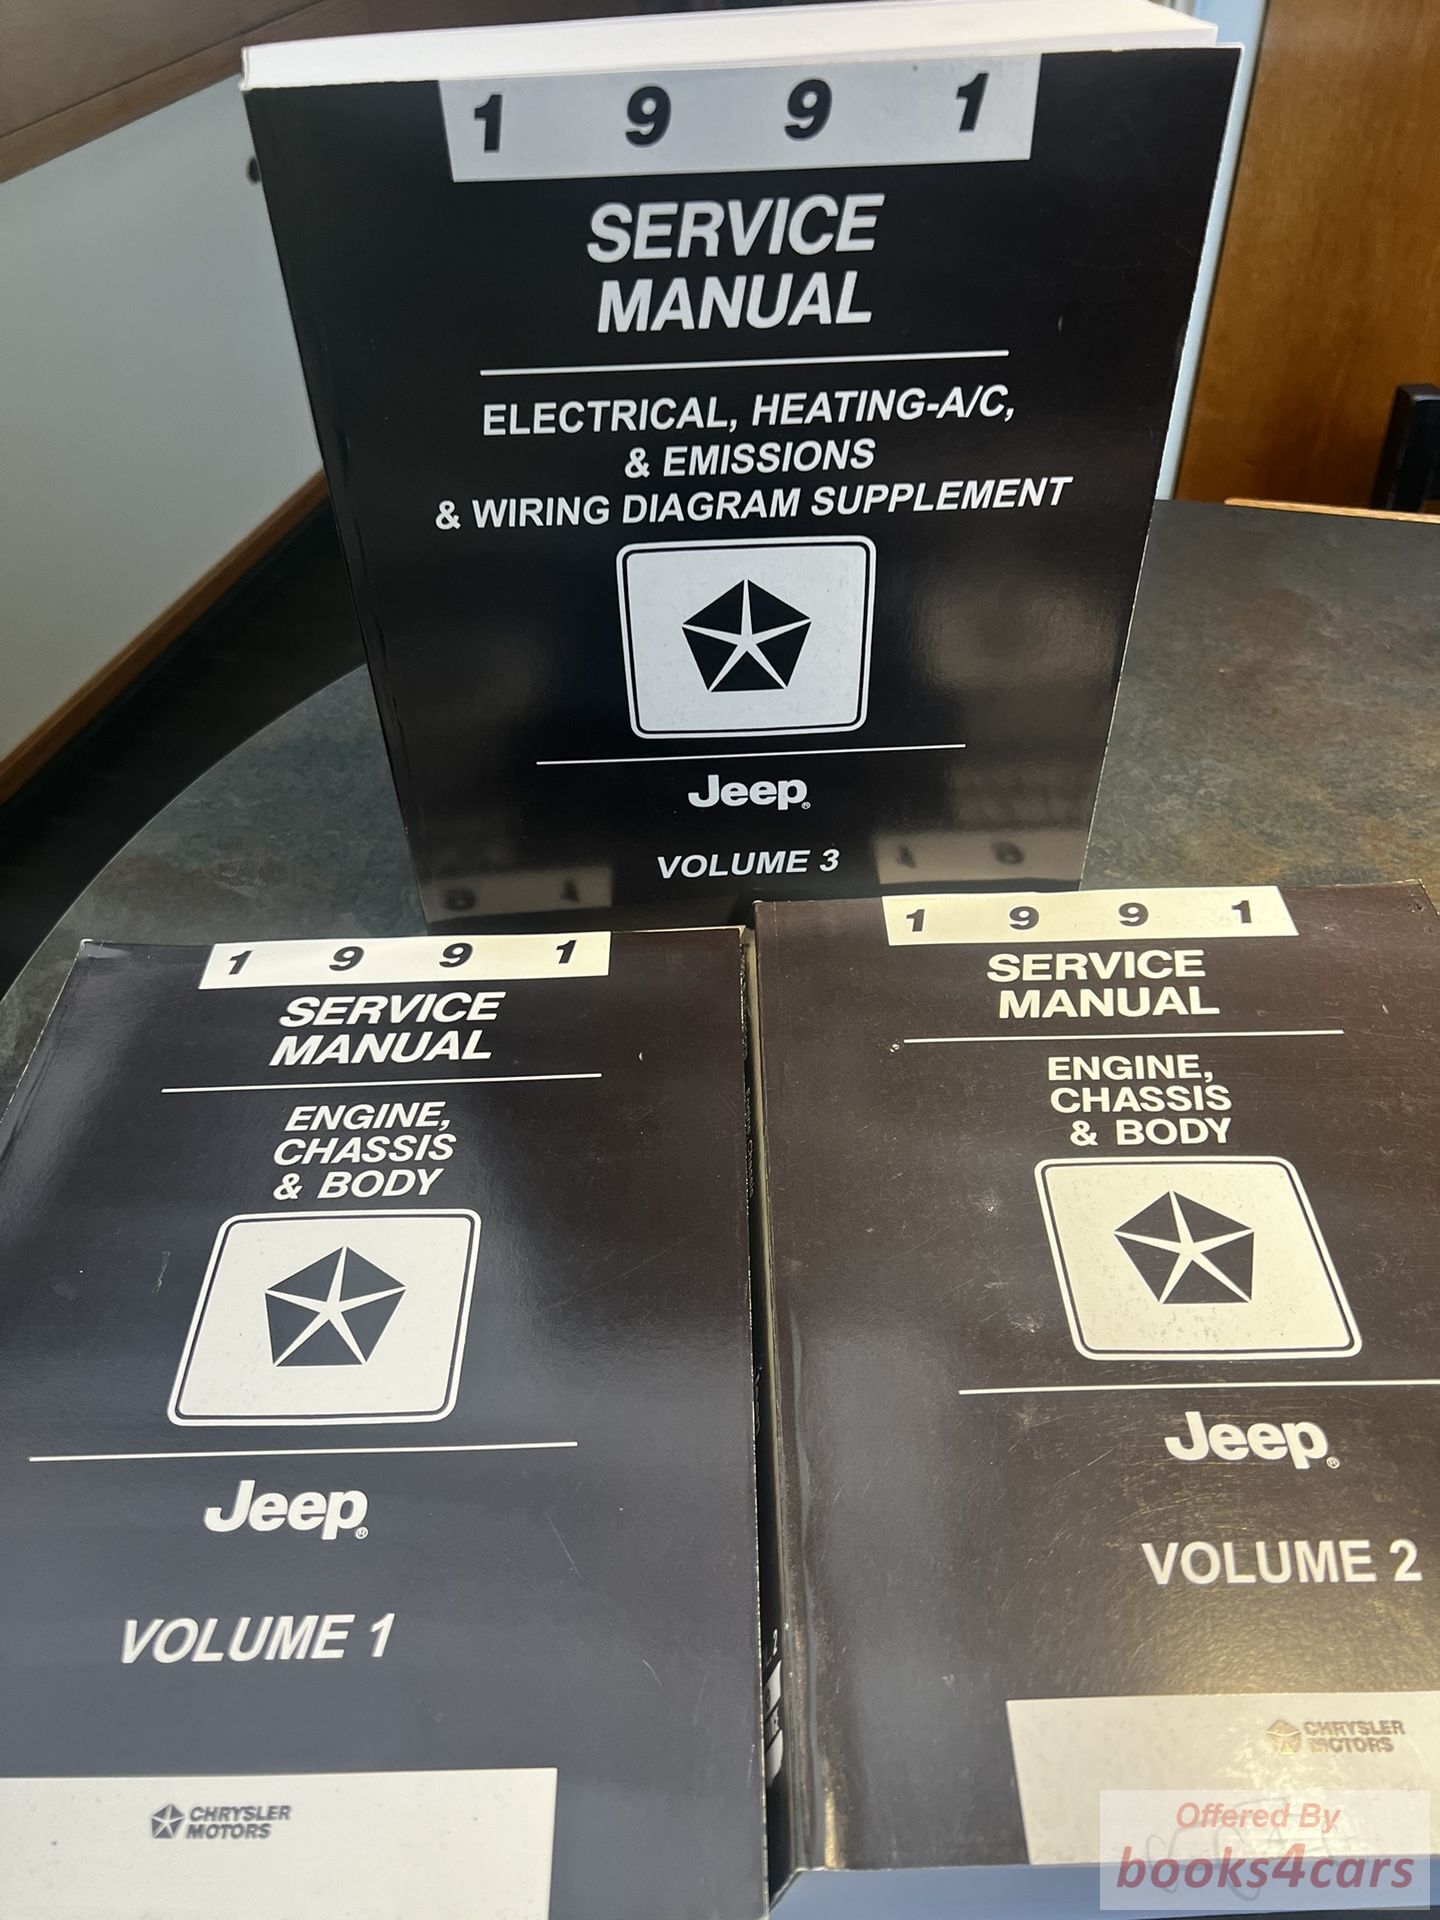 1 9 9 1
SERVICE
MANUAL
ELECTRICAL, HEATING-A/C,
& EMISSIONS
& WIRING DIAGRAM SUPPLEMENT
Jeep®
VOLUME 3
1 9 9 1
SERVICE
MANUAL
ENGINE,
CHASSIS
& BODY
Jeep®
VOLUME 1
CHRYSLER
MOTORS
1 9 9 1
SERVICE
MANUAL
ENGINE,
CHASSIS
& BODY
Jeep®
VOLUME 2
CHRYSLER
MOTORS
Offered By
books4cars